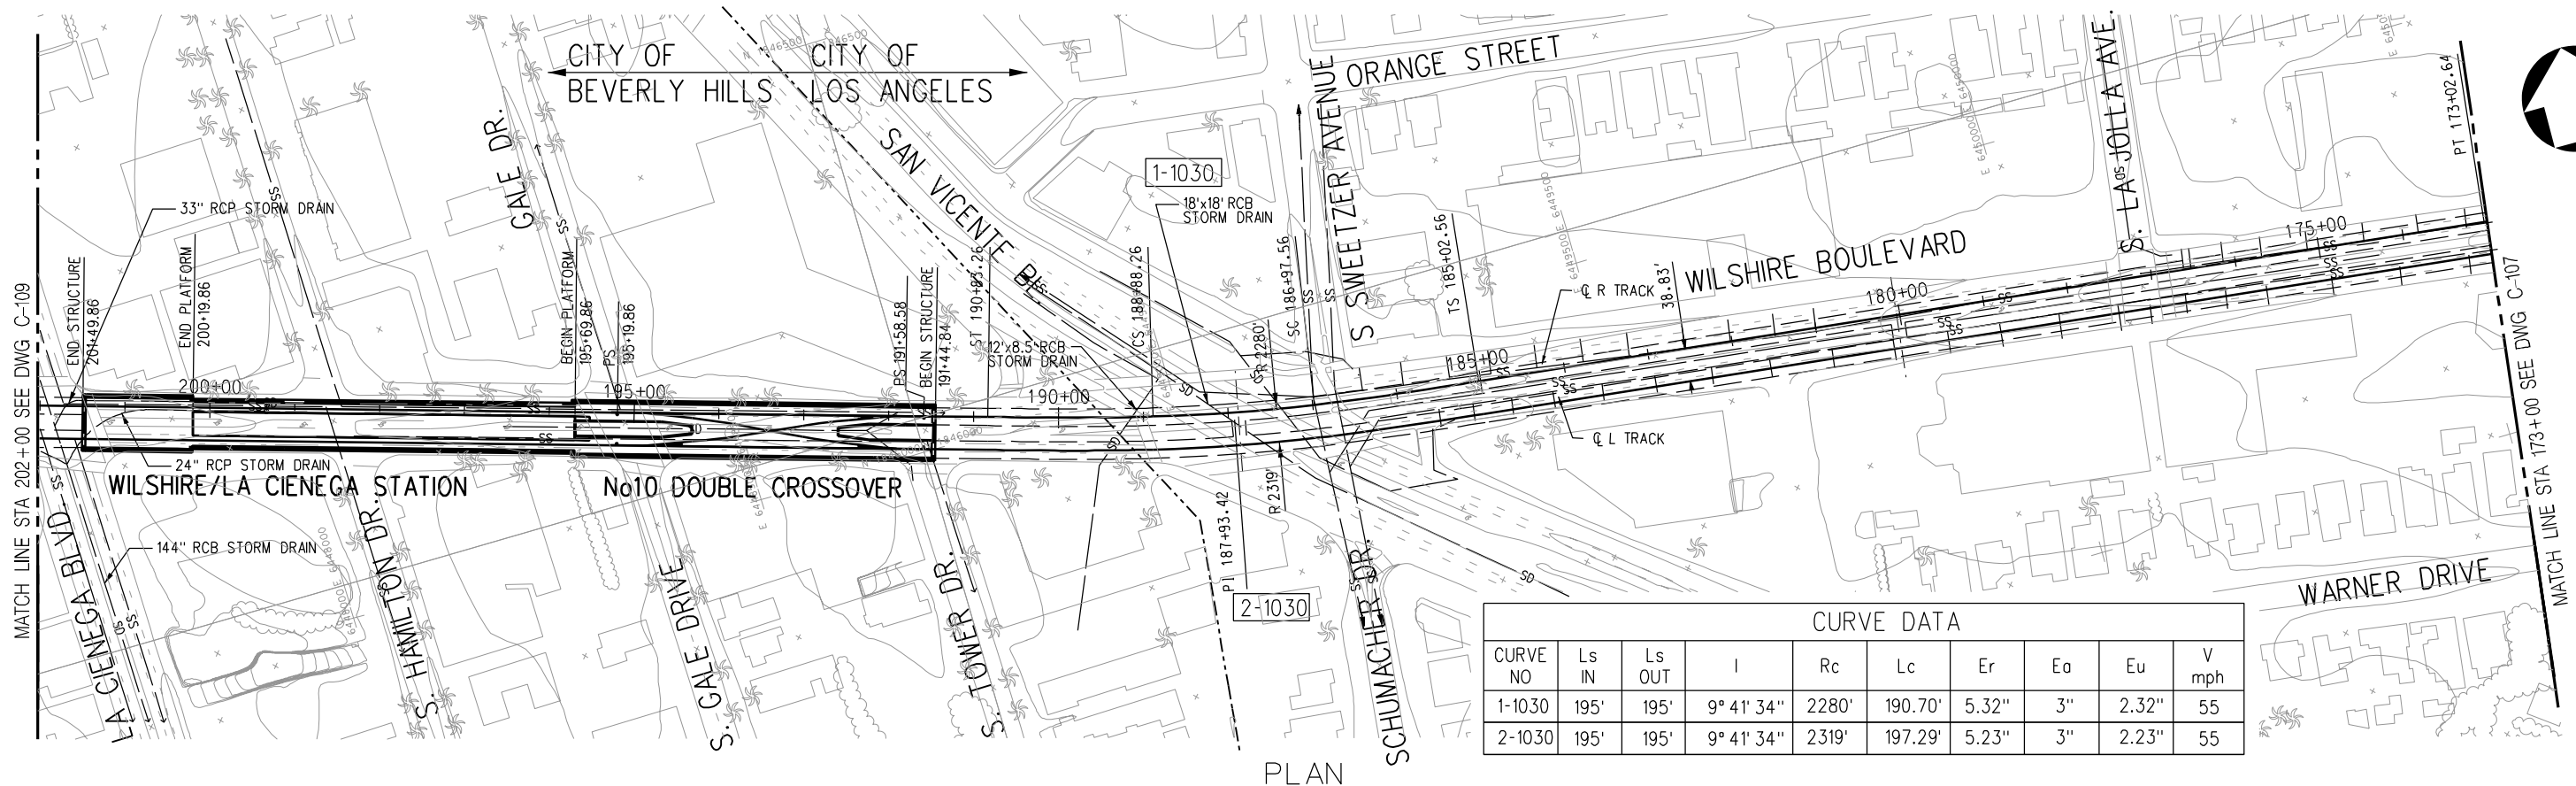 CITY OF
BEVERLY HILLS
CITY OF
LOS ANGELES
ORANGE STREET
S SWEETZER AVENUE
S. LA JOLLA AVE.
PT 173+02.64
GALE DR.
SAN VICENTE BL.
1-1030
18'x18' RCB
STORM DRAIN
33" RCP STORM DRAIN
MATCH LINE STA 202+00 SEE DWG C-109
END STRUCTURE
201+49.86
END PLATFORM
200+19.86
BEGIN PLATFORM
195+69.86
PS
195+19.86
PS 191+58.58
BEGIN STRUCTURE
191+44.84
ST 190+83.26
12'x8.5' RCB
STORM DRAIN
CS 188+88.26
R 2280'
SC 186+97.56
TS 185+02.56
℄ R TRACK
38.83'
WILSHIRE BOULEVARD
175+00
180+00
185+00
190+00
195+00
200+00
℄ L TRACK
24" RCP STORM DRAIN
WILSHIRE/LA CIENEGA STATION
No10 DOUBLE CROSSOVER
144" RCB STORM DRAIN
LA CIENEGA BLVD.
S. HAMILTON DR.
S. GALE DRIVE
S. TOWER DR.
PI 187+93.42
R 2319'
2-1030
SCHUMACHER DR.
WARNER DRIVE
MATCH LINE STA 173+00 SEE DWG C-107
CURVE DATA
CURVE NO Ls IN Ls OUT I Rc Lc Er Ea Eu V mph
1-1030 195' 195' 9° 41' 34" 2280' 190.70' 5.32" 3" 2.32" 55
2-1030 195' 195' 9° 41' 34" 2319' 197.29' 5.23" 3" 2.23" 55
PLAN